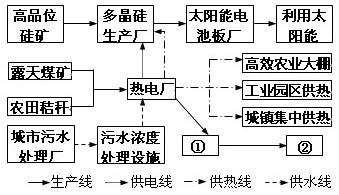 高品位
硅矿
多晶硅
生产厂
太阳能电
池板厂
利用太
阳能
露天煤矿
农田秸秆
热电厂
高效农业大棚
工业园区供热
城镇集中供热
城市污水
处理厂
污水浓度
处理设施
①
②
生产线
供电线
供热线
供水线